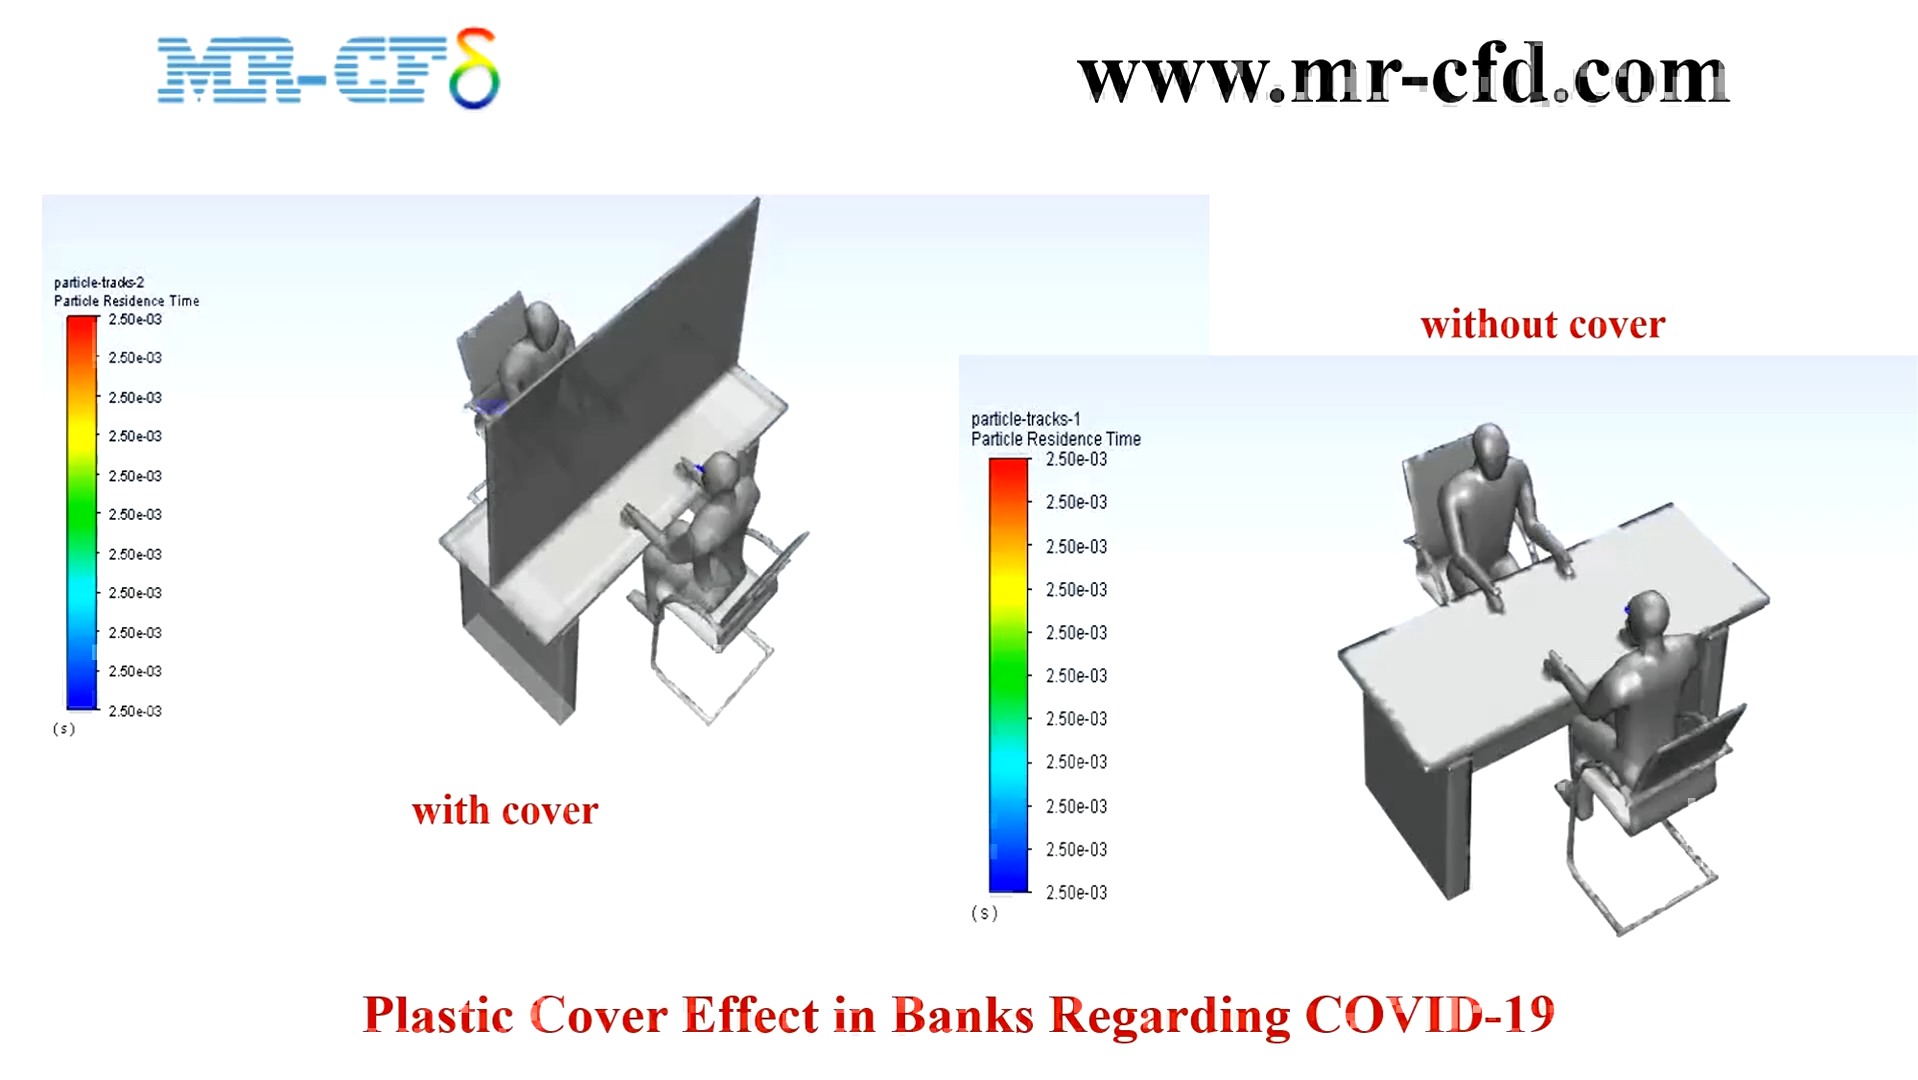 MR-CFδ
www.mr-cfd.com
particle-tracks-2
Particle Residence Time
2.50e-03
2.50e-03
2.50e-03
2.50e-03
2.50e-03
2.50e-03
2.50e-03
2.50e-03
2.50e-03
2.50e-03
2.50e-03
(s)
with cover
without cover
particle-tracks-1
Particle Residence Time
2.50e-03
2.50e-03
2.50e-03
2.50e-03
2.50e-03
2.50e-03
2.50e-03
2.50e-03
2.50e-03
2.50e-03
2.50e-03
(s)
Plastic Cover Effect in Banks Regarding COVID-19